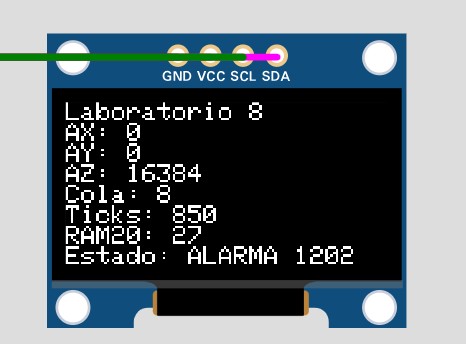 GND VCC SCL SDA
Laboratorio 8
AX: 0
AY: 0
AZ: 16384
Cola: 8
Ticks: 850
RAM20: 27
Estado: ALARMA 1202